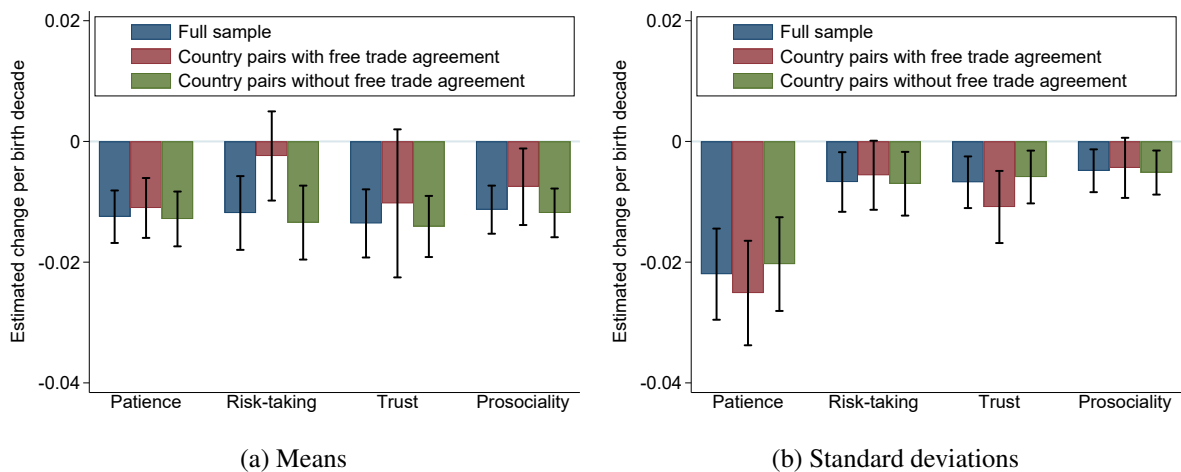 0.02
0
-0.02
-0.04
Estimated change per birth decade
Full sample
Country pairs with free trade agreement
Country pairs without free trade agreement
Patience Risk-taking Trust Prosociality
(a) Means
0.02
0
-0.02
-0.04
Estimated change per birth decade
Full sample
Country pairs with free trade agreement
Country pairs without free trade agreement
Patience Risk-taking Trust Prosociality
(b) Standard deviations